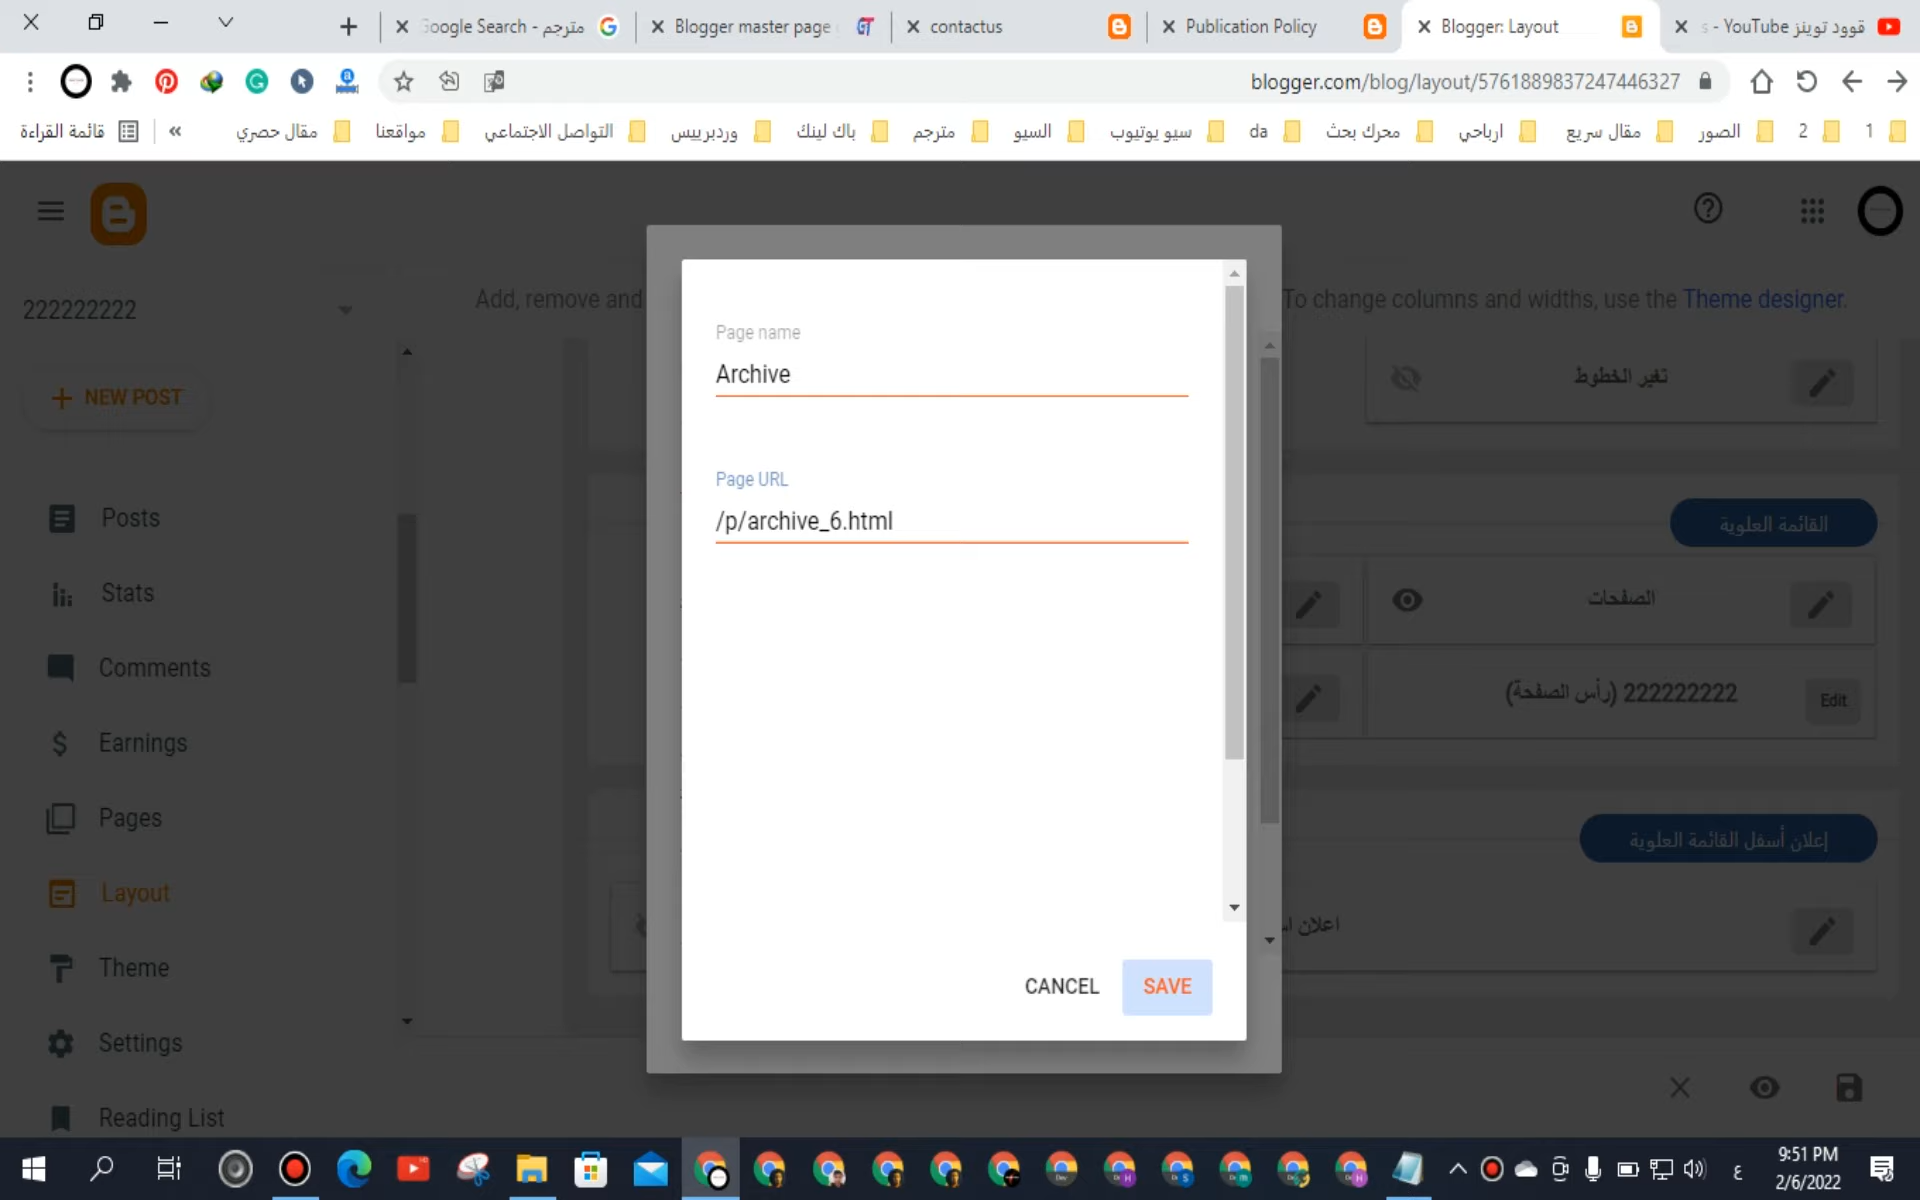 مترجم - Google Search
Blogger master page
contactus
Publication Policy
Blogger: Layout
قوود توينز YouTube - s
blogger.com/blog/layout/5761889837247446327
قائمة القراءة
«
مقال حصري
مواقعنا
التواصل الاجتماعي
وردبرييس
باك لينك
مترجم
السيو
سيو يوتيوب
da
محرك بحث
ارباحي
مقال سريع
الصور
2
1
222222222
Add, remove and
To change columns and widths, use the Theme designer.
NEW POST
Posts
Stats
Comments
Earnings
Pages
Layout
Theme
Settings
Reading List
Page name
Archive
Page URL
/p/archive_6.html
CANCEL
SAVE
تغير الخطوط
القائمة العلوية
الصفحات
222222222 (رأس الصفحة)
Edit
إعلان أسفل القائمة العلوية
اعلان اس
ع
9:51 PM
2/6/2022